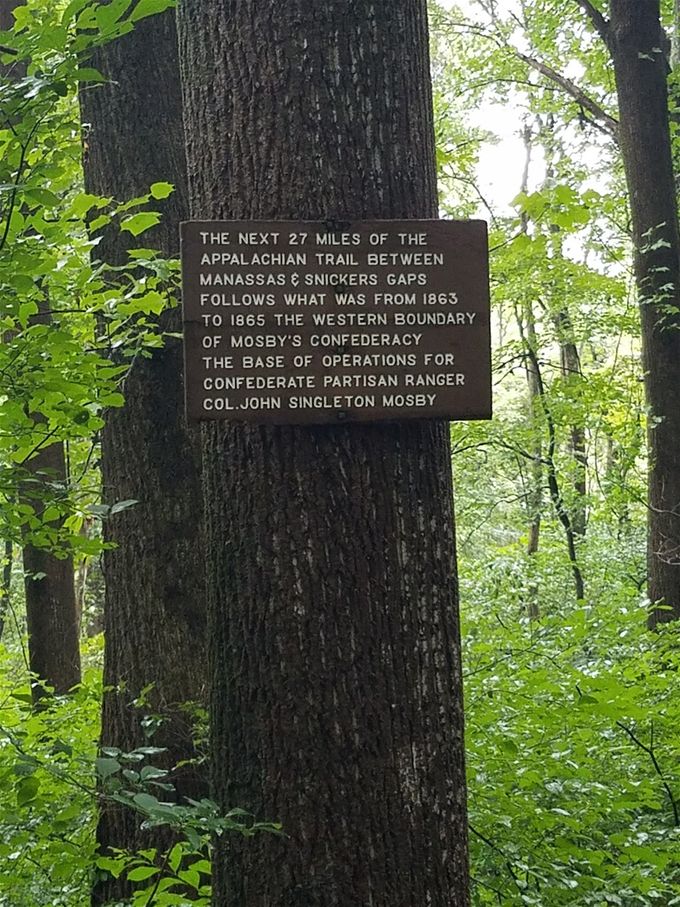 THE NEXT 27 MILES OF THE
APPALACHIAN TRAIL BETWEEN
MANASSAS & SNICKERS GAPS
FOLLOWS WHAT WAS FROM 1863
TO 1865 THE WESTERN BOUNDARY
OF MOSBY'S CONFEDERACY
THE BASE OF OPERATIONS FOR
CONFEDERATE PARTISAN RANGER
COL. JOHN SINGLETON MOSBY